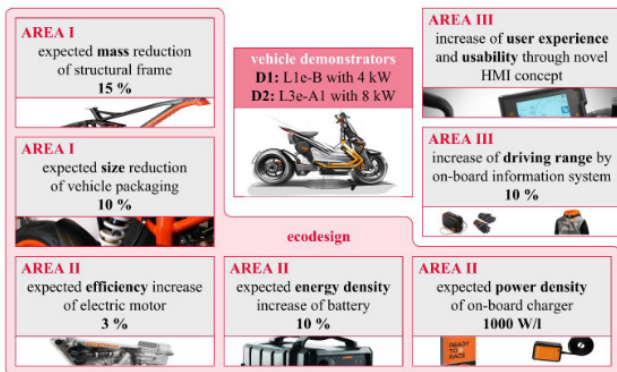 AREA I
expected mass reduction
of structural frame
15 %
vehicle demonstrators
D1: L1e-B with 4 kW
D2: L3e-A1 with 8 kW
AREA III
increase of user experience
and usability through novel
HMI concept
AREA I
expected size reduction
of vehicle packaging
10 %
AREA III
increase of driving range by
on-board information system
10 %
ecodesign
AREA II
expected efficiency increase
of electric motor
3 %
AREA II
expected energy density
increase of battery
10 %
AREA II
expected power density
of on-board charger
1000 W/l
READY
TO
RACE